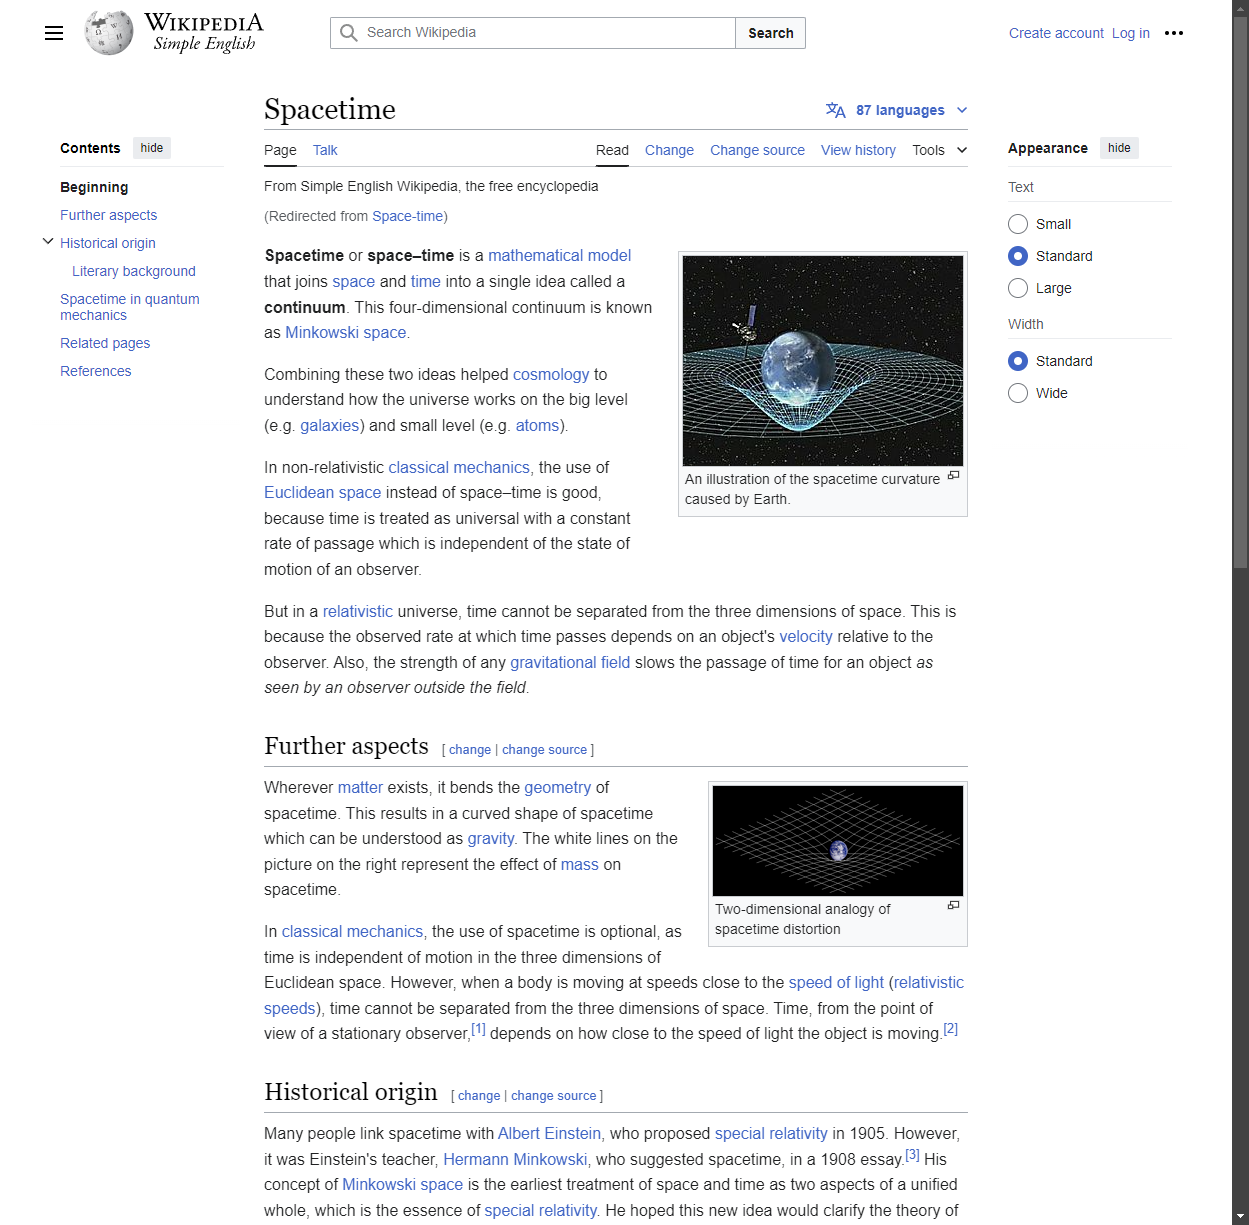 WIKIPEDIA
Simple English
Search Wikipedia
Search
Create account Log in
Spacetime
87 languages
Page Talk Read Change Change source View history Tools
Contents hide
Beginning
Further aspects
Historical origin
Literary background
Spacetime in quantum
mechanics
Related pages
References
Appearance hide
Text
Small
Standard
Large
Width
Standard
Wide
From Simple English Wikipedia, the free encyclopedia
(Redirected from Space-time)
Spacetime or space–time is a mathematical model
that joins space and time into a single idea called a
continuum. This four-dimensional continuum is known
as Minkowski space.
An illustration of the spacetime curvature
caused by Earth.
Combining these two ideas helped cosmology to
understand how the universe works on the big level
(e.g. galaxies) and small level (e.g. atoms).
In non-relativistic classical mechanics, the use of
Euclidean space instead of space–time is good,
because time is treated as universal with a constant
rate of passage which is independent of the state of
motion of an observer.
But in a relativistic universe, time cannot be separated from the three dimensions of space. This is
because the observed rate at which time passes depends on an object's velocity relative to the
observer. Also, the strength of any gravitational field slows the passage of time for an object as
seen by an observer outside the field.
Further aspects [ change | change source ]
Wherever matter exists, it bends the geometry of
spacetime. This results in a curved shape of spacetime
which can be understood as gravity. The white lines on the
picture on the right represent the effect of mass on
spacetime.
Two-dimensional analogy of
spacetime distortion
In classical mechanics, the use of spacetime is optional, as
time is independent of motion in the three dimensions of
Euclidean space. However, when a body is moving at speeds close to the speed of light (relativistic
speeds), time cannot be separated from the three dimensions of space. Time, from the point of
view of a stationary observer,[1] depends on how close to the speed of light the object is moving.[2]
Historical origin [ change | change source ]
Many people link spacetime with Albert Einstein, who proposed special relativity in 1905. However,
it was Einstein's teacher, Hermann Minkowski, who suggested spacetime, in a 1908 essay.[3] His
concept of Minkowski space is the earliest treatment of space and time as two aspects of a unified
whole, which is the essence of special relativity. He hoped this new idea would clarify the theory of